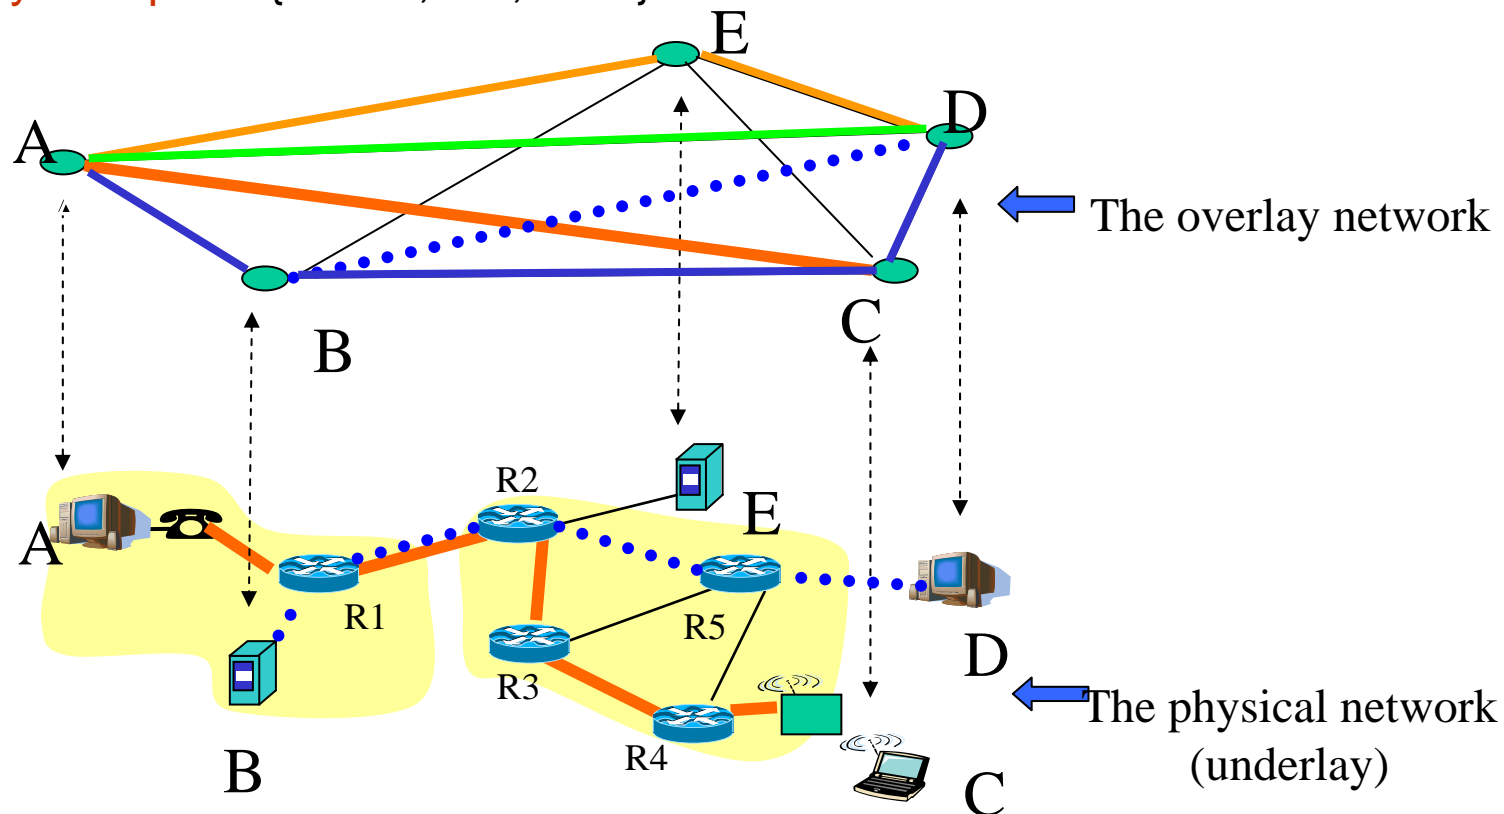 E
D
A
The overlay network
C
B
R2
E
A
R1
R5
D
R3
The physical network
R4
(underlay)
B
C